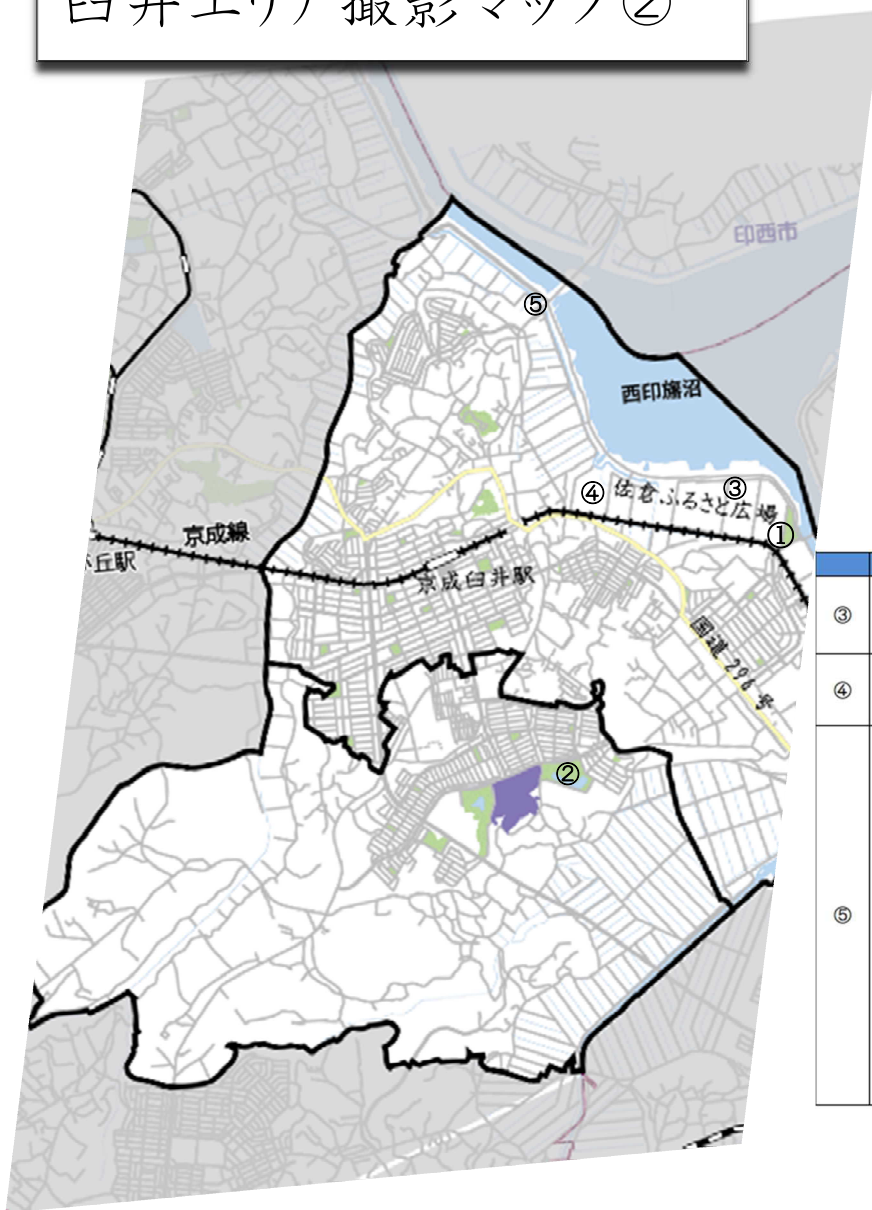 臼井エリア撮影マップ②
印西市
⑤
西印旛沼
④
佐倉ふるさと広場
③
①
京成線
丘駅
京成臼井駅
国道296号
②
③
④
⑤